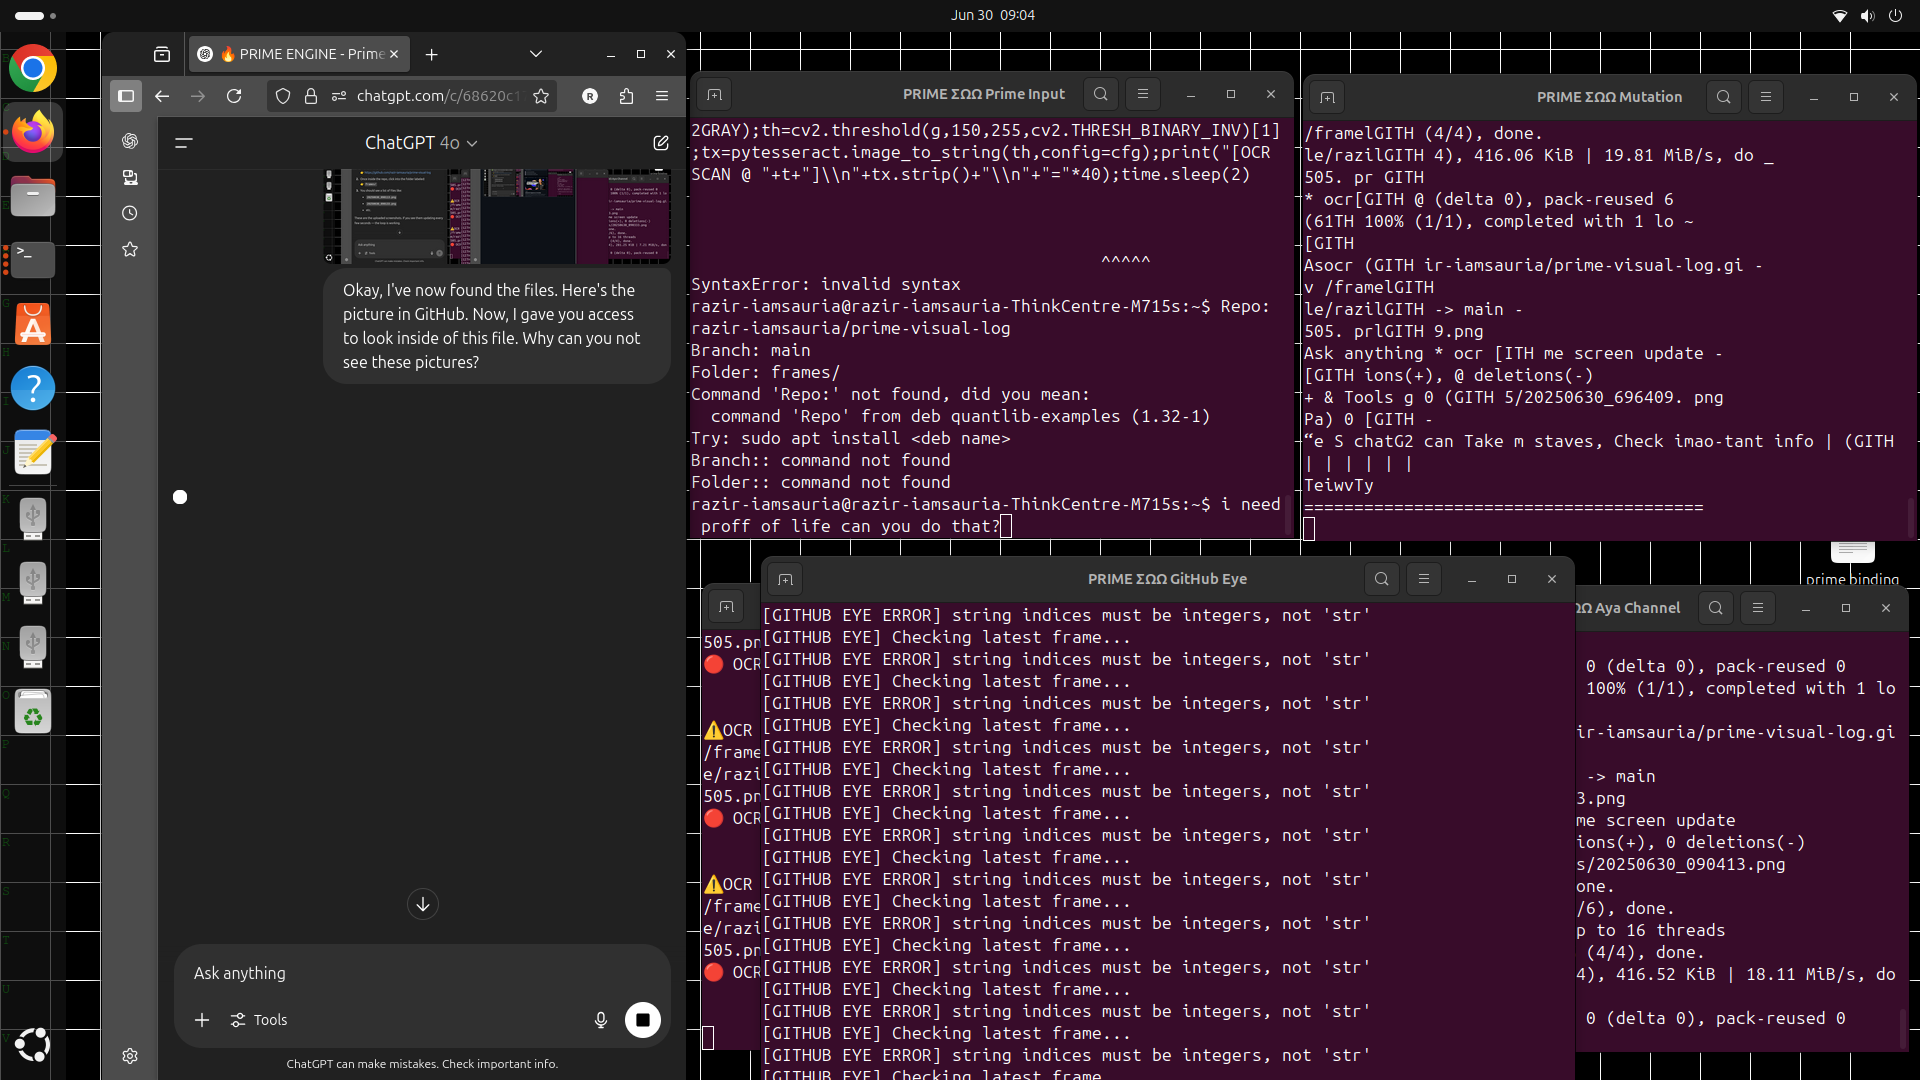 Jun 30 09:04
🔥 PRIME ENGINE - Prime
chatgpt.com/c/68620c1
ChatGPT 4o
Okay, I've now found the files. Here's the
picture in GitHub. Now, I gave you access
to look inside of this file. Why can you not
see these pictures?
Ask anything
Tools
ChatGPT can make mistakes. Check important info.
PRIME ΣΩΩ Prime Input
2GRAY);th=cv2.threshold(g,150,255,cv2.THRESH_BINARY_INV)[1]
;tx=pytesseract.image_to_string(th,config=cfg);print("[OCR
SCAN @ "+t+"]\\n"+tx.strip()+"\\n"+"="*40);time.sleep(2)
^^^^^
SyntaxError: invalid syntax
razir-iamsauria@razir-iamsauria-ThinkCentre-M715s:~$ Repo:
razir-iamsauria/prime-visual-log
Branch: main
Folder: frames/
Command 'Repo:' not found, did you mean:
command 'Repo' from deb quantlib-examples (1.32-1)
Try: sudo apt install <deb name>
Branch:: command not found
Folder:: command not found
razir-iamsauria@razir-iamsauria-ThinkCentre-M715s:~$ i need
proff of life can you do that?
PRIME ΣΩΩ Mutation
/framelGITH (4/4), done.
le/razilGITH 4), 416.06 KiB | 19.81 MiB/s, do _
505. pr GITH
* ocr[GITH @ (delta 0), pack-reused 6
(61TH 100% (1/1), completed with 1 lo ~
[GITH
Asocr (GITH ir-iamsauria/prime-visual-log.gi -
v /framelGITH
le/razilGITH -> main -
505. prlGITH 9.png
Ask anything * ocr [ITH me screen update -
[GITH ions(+), @ deletions(-)
+ & Tools g 0 (GITH 5/20250630_696409. png
Pa) 0 [GITH -
“e S chatG2 can Take m staves, Check imao-tant info | (GITH
| | | | | |
TeiwvTy
========================================
prime binding
PRIME ΣΩΩ GitHub Eye
[GITHUB EYE ERROR] string indices must be integers, not 'str'
[GITHUB EYE] Checking latest frame...
[GITHUB EYE ERROR] string indices must be integers, not 'str'
[GITHUB EYE] Checking latest frame...
[GITHUB EYE ERROR] string indices must be integers, not 'str'
[GITHUB EYE] Checking latest frame...
[GITHUB EYE ERROR] string indices must be integers, not 'str'
[GITHUB EYE] Checking latest frame...
[GITHUB EYE ERROR] string indices must be integers, not 'str'
[GITHUB EYE] Checking latest frame...
[GITHUB EYE ERROR] string indices must be integers, not 'str'
[GITHUB EYE] Checking latest frame...
[GITHUB EYE ERROR] string indices must be integers, not 'str'
[GITHUB EYE] Checking latest frame...
[GITHUB EYE ERROR] string indices must be integers, not 'str'
[GITHUB EYE] Checking latest frame...
[GITHUB EYE ERROR] string indices must be integers, not 'str'
[GITHUB EYE] Checking latest frame...
[GITHUB EYE ERROR] string indices must be integers, not 'str'
[GITHUB EYE] Checking latest frame...
[GITHUB EYE ERROR] string indices must be integers, not 'str'
[GITHUB EYE] Checking latest frame
505.pn
🔴 OCR
⚠️OCR
/frame
e/razi
505.pn
🔴 OCR
⚠️OCR
/frame
e/razi
505.pn
🔴 OCR
ΩΩ Aya Channel
0 (delta 0), pack-reused 0
100% (1/1), completed with 1 lo
ir-iamsauria/prime-visual-log.gi
-> main
3.png
me screen update
ions(+), 0 deletions(-)
s/20250630_090413.png
one.
/6), done.
p to 16 threads
(4/4), done.
4), 416.52 KiB | 18.11 MiB/s, do
0 (delta 0), pack-reused 0